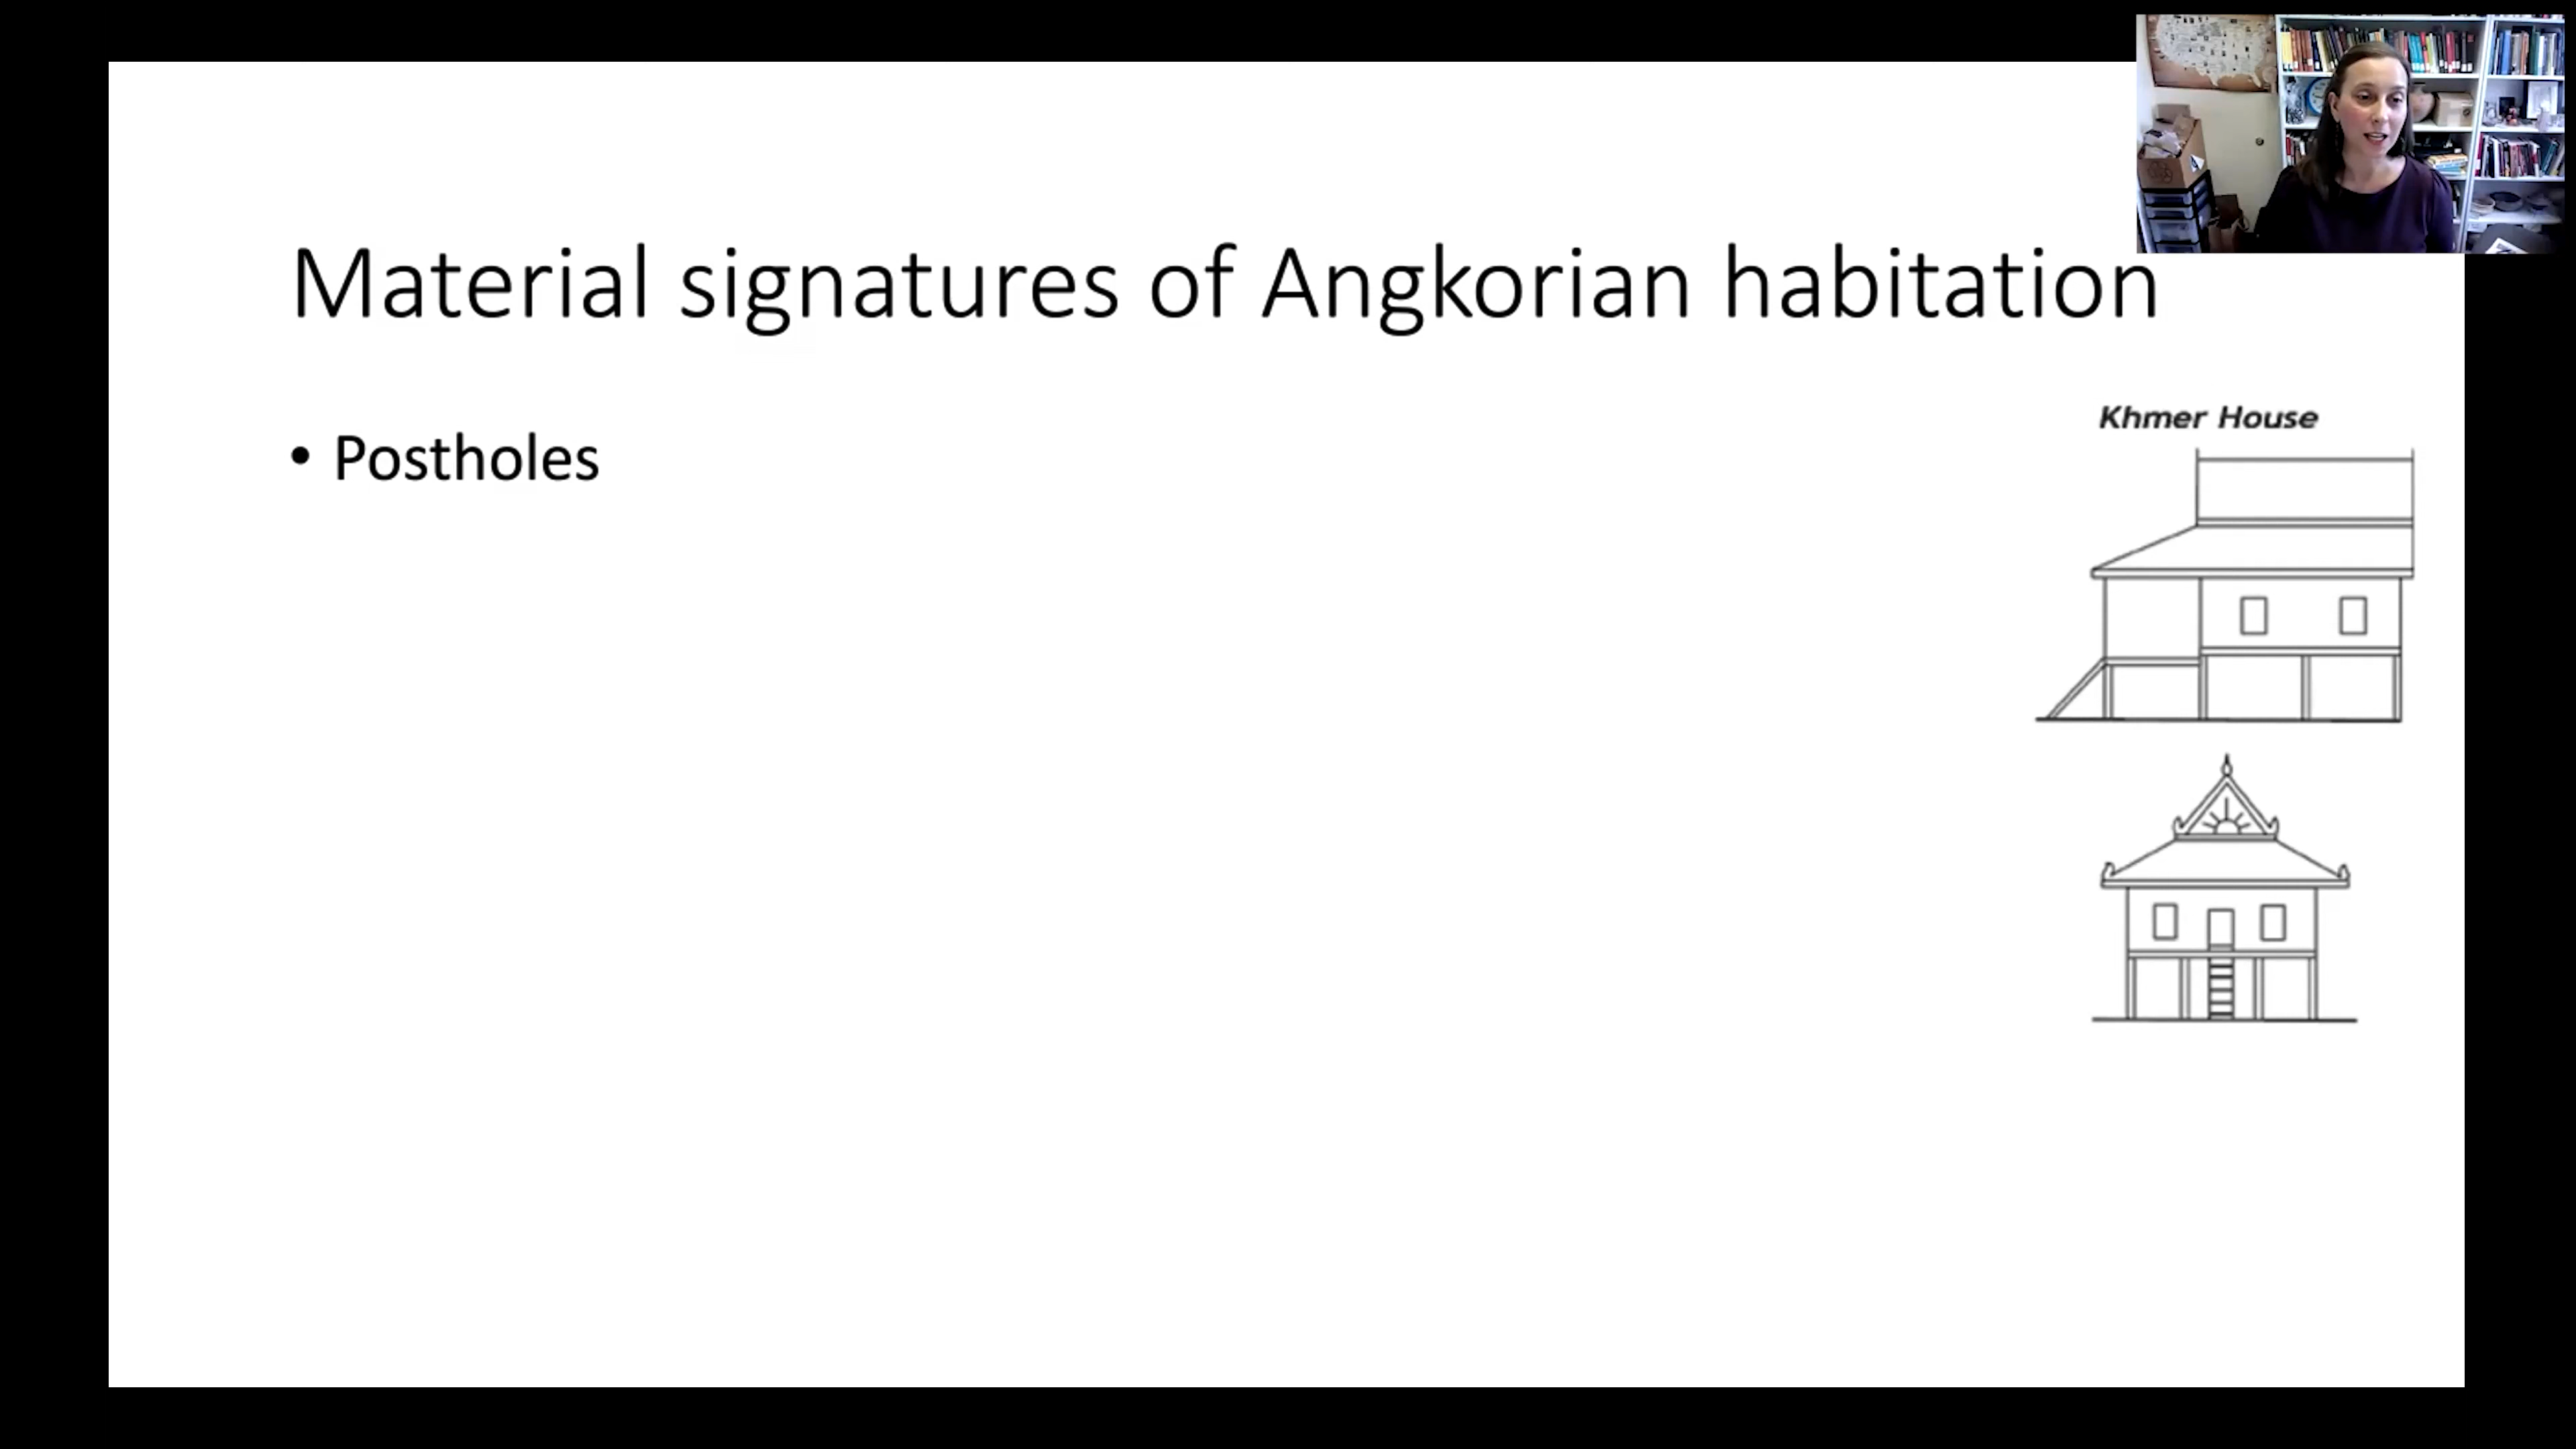 Material signatures of Angkorian habitation
• Postholes
Khmer House